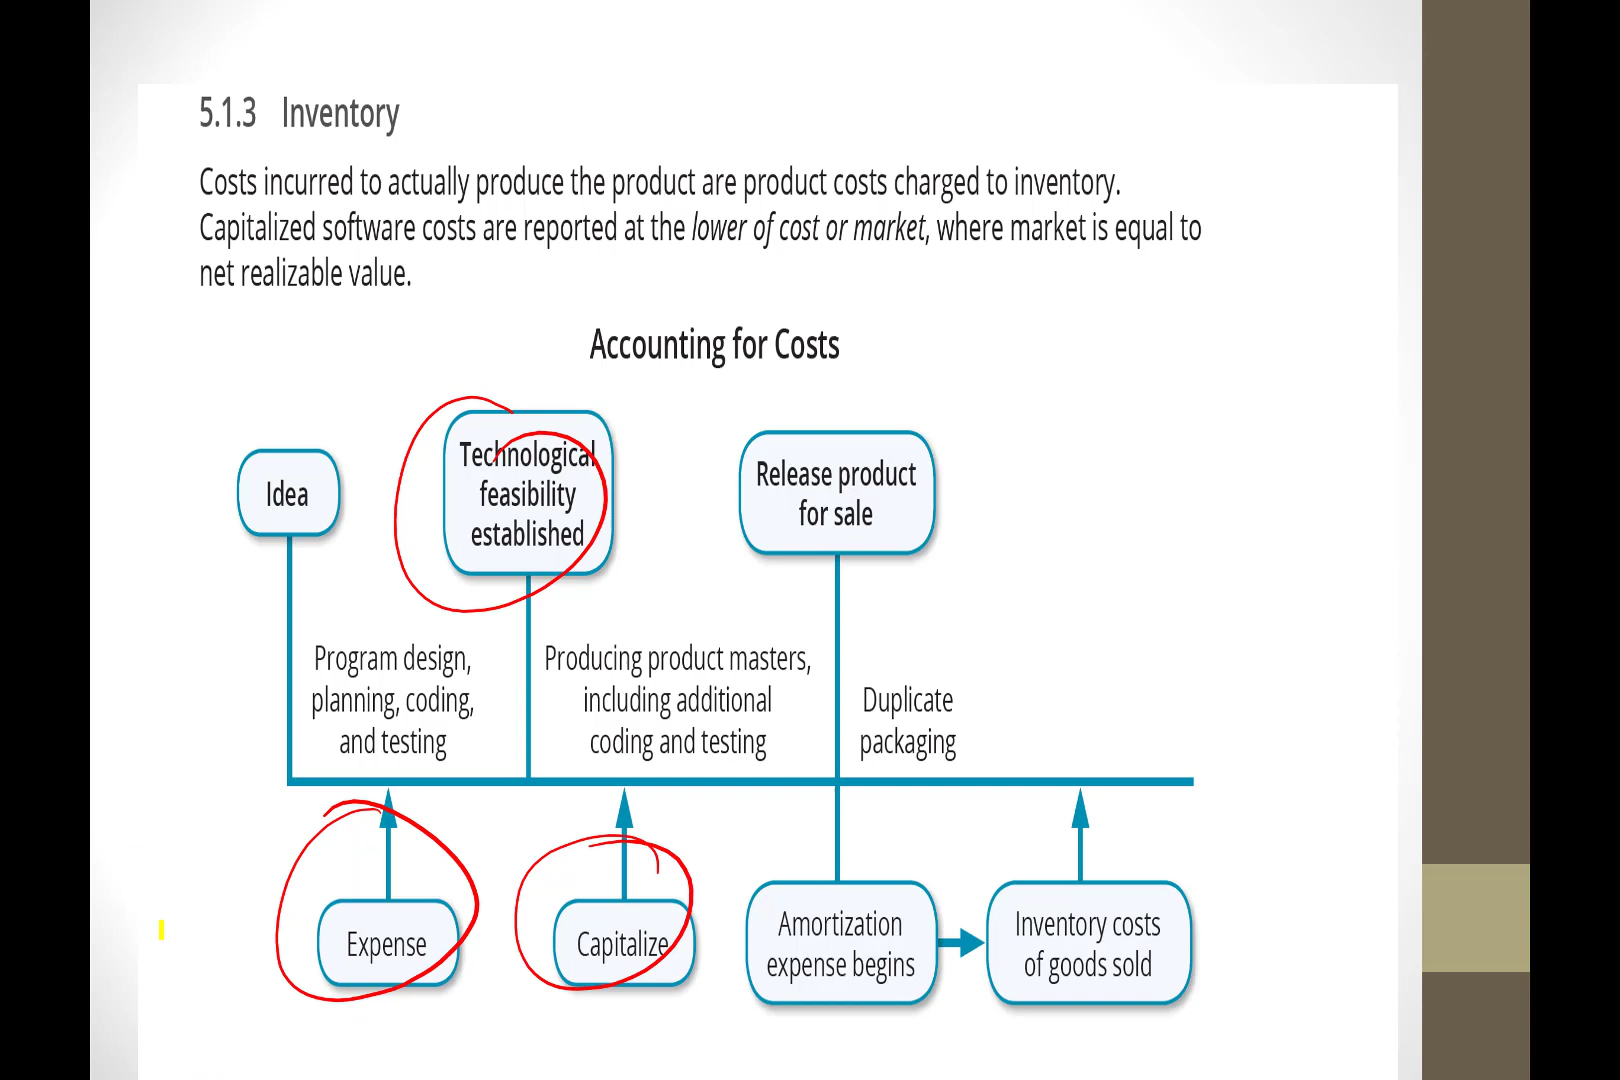 5.1.3 Inventory
Costs incurred to actually produce the product are product costs charged to inventory.
Capitalized software costs are reported at the lower of cost or market, where market is equal to
net realizable value.
Accounting for Costs
Idea
Technological
feasibility
established
Release product
for sale
Program design,
planning, coding,
and testing
Producing product masters,
including additional
coding and testing
Duplicate
packaging
Expense
Capitalize
Amortization
expense begins
Inventory costs
of goods sold